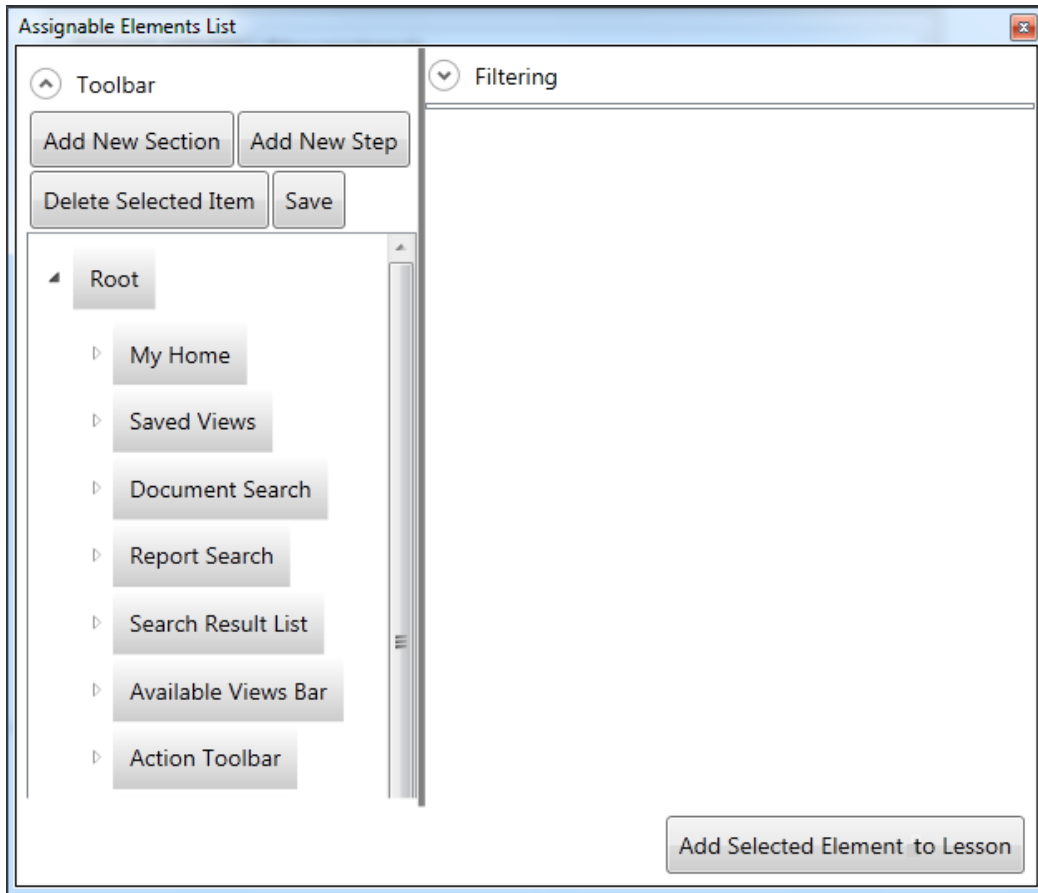 Assignable Elements List
Toolbar
Add New Section
Add New Step
Delete Selected Item
Save
Root
My Home
Saved Views
Document Search
Report Search
Search Result List
Available Views Bar
Action Toolbar
Filtering
Add Selected Element to Lesson